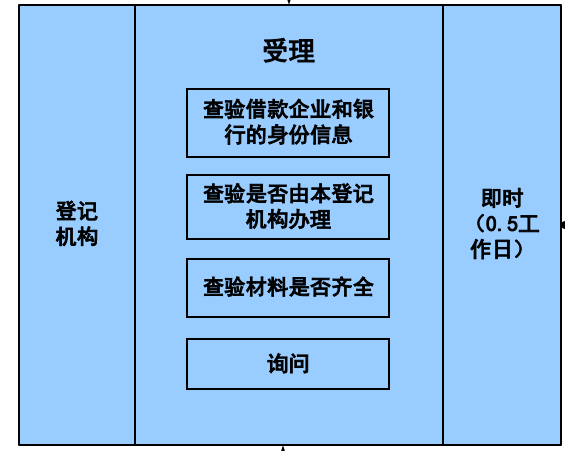 受理
查验借款企业和银
行的身份信息
查验是否由本登记
机构办理
查验材料是否齐全
询问
登记
机构
即时
（0.5工
作日）